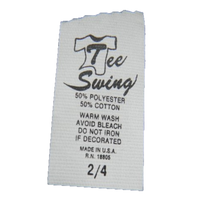 Tee
Swing
50% POLYESTER
50% COTTON
WARM WASH
AVOID BLEACH
DO NOT IRON
IF DECORATED
MADE IN U.S.A.
R.N. 18805
2/4